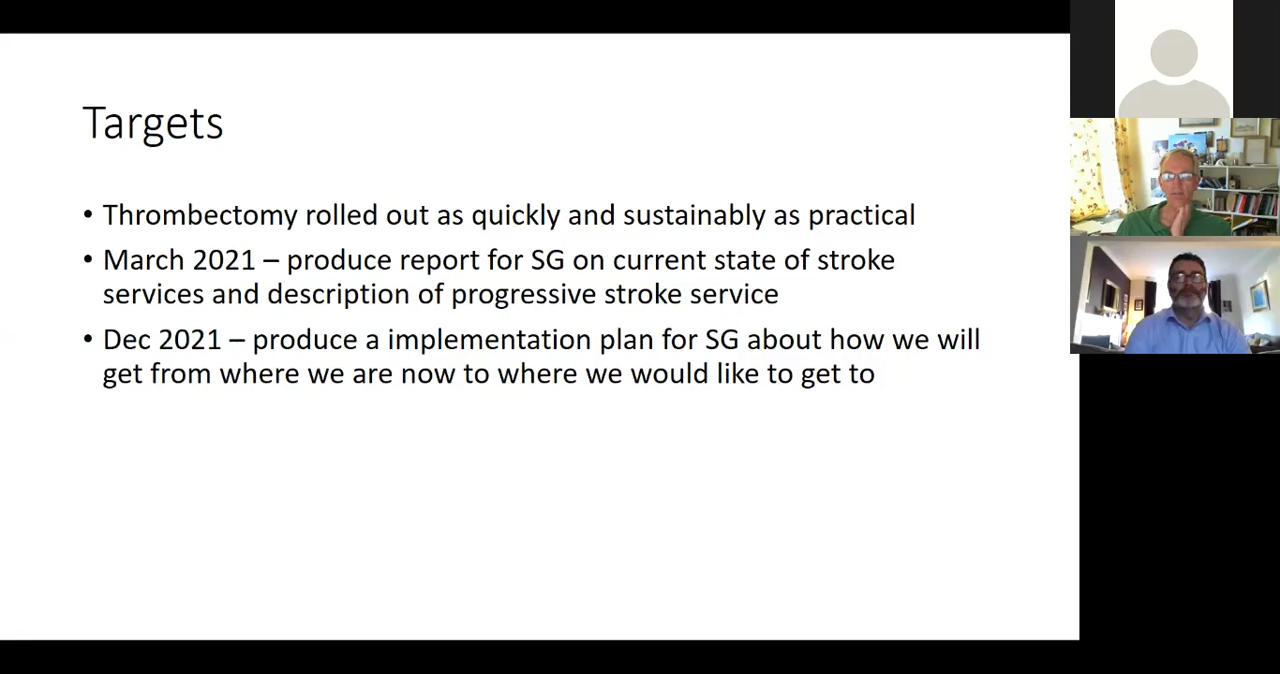 Targets
• Thrombectomy rolled out as quickly and sustainably as practical
• March 2021 – produce report for SG on current state of stroke
services and description of progressive stroke service
• Dec 2021 – produce a implementation plan for SG about how we will
get from where we are now to where we would like to get to